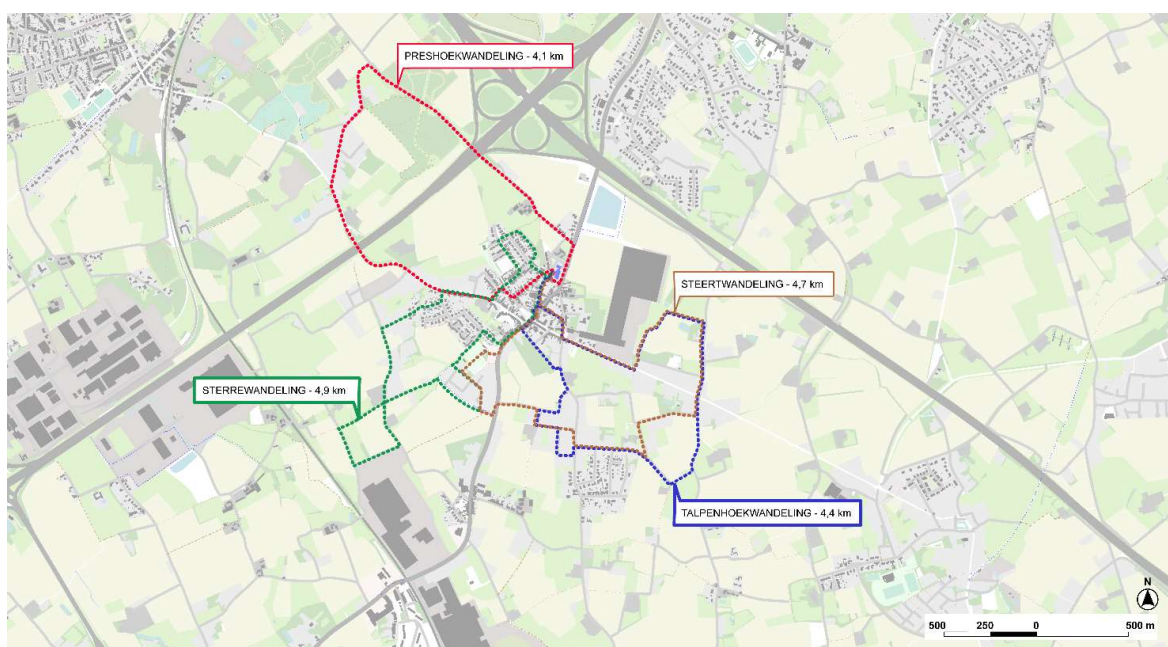 PRESHOEKWANDELING - 4,1 km
STEERTWANDELING - 4,7 km
STERREWANDELING - 4,9 km
TALPENHOEKWANDELING - 4,4 km
N
500 250 0 500 m